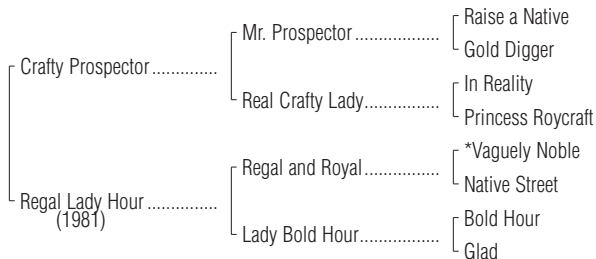 Raise a Native
Mr. Prospector ..................
Gold Digger
Crafty Prospector .............
In Reality
Real Crafty Lady................
Princess Roycraft
*Vaguely Noble
Regal and Royal................
Native Street
Regal Lady Hour ..............
(1981)
Bold Hour
Lady Bold Hour.................
Glad